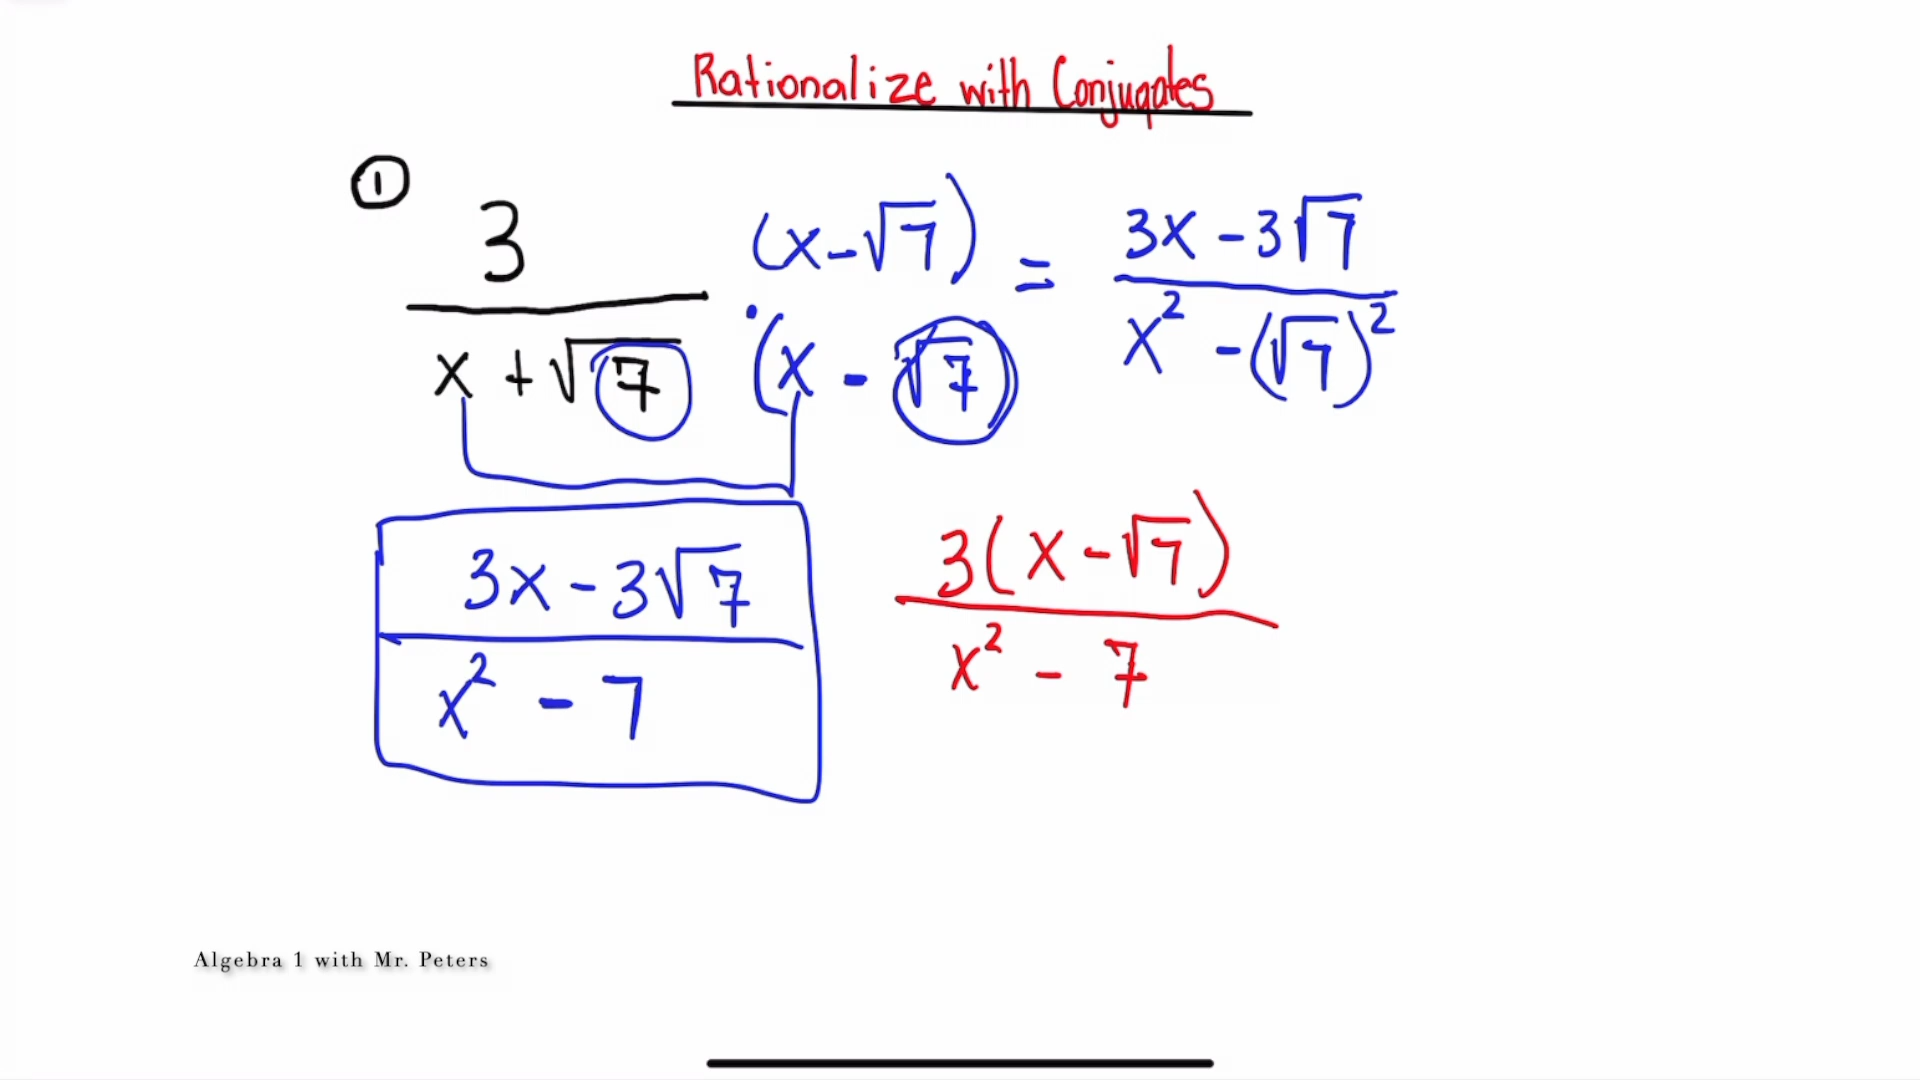 Rationalize with Conjugates
①
3 (x-√7) = 3x - 3√7
x + √7 · (x - √7) x² - (√7)²
3x - 3√7 3(x - √7)
x² - 7 x² - 7
Algebra 1 with Mr. Peters